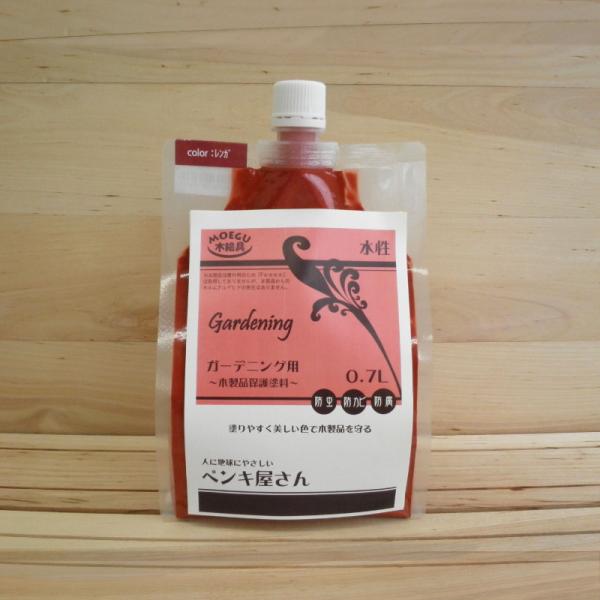 color：レンガ
MOEGU
木絵具
水性
Gardening
ガーデニング用
～木製品保護塗料～
0.7L
防虫 防カビ 防腐
塗りやすく美しい色で木製品を守る
人に地球にやさしい
ペンキ屋さん